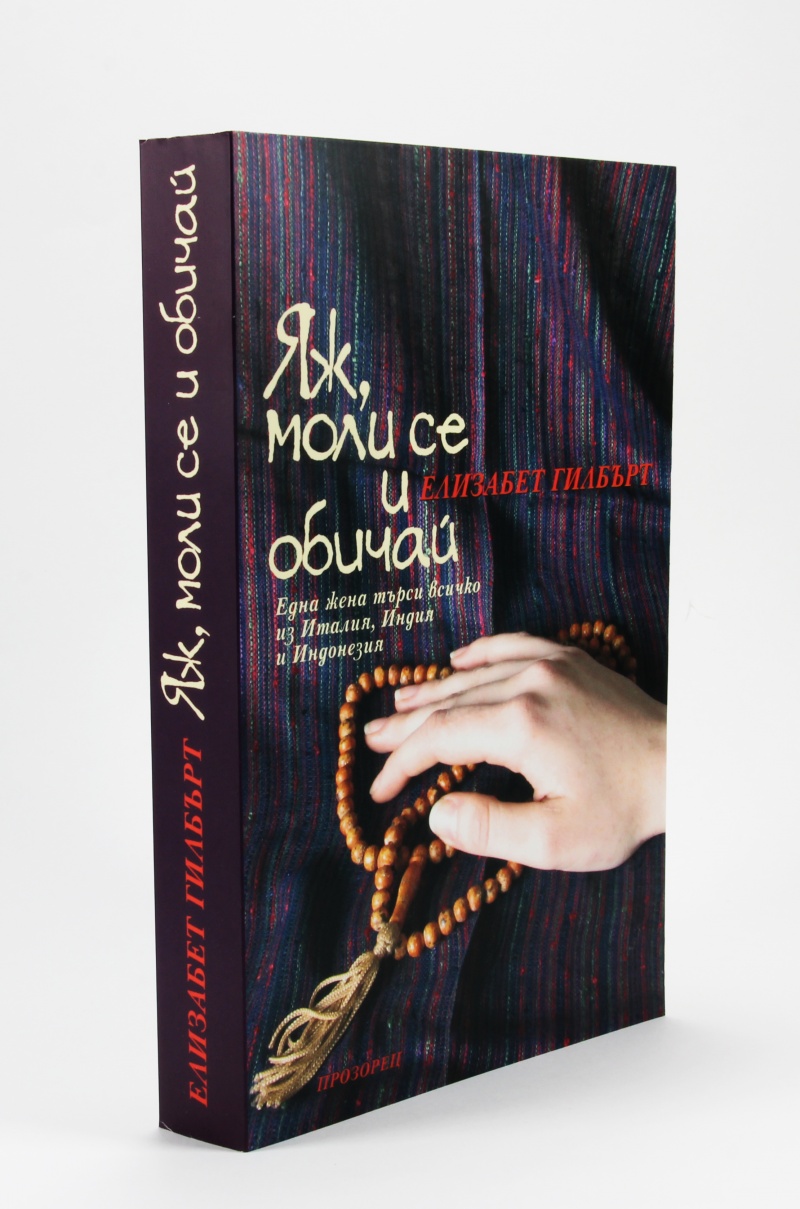 ЕЛИЗАБЕТ ГИЛБЪРТ Яж, моли се и обичай
Яж,
моли се
и
обичай
ЕЛИЗАБЕТ ГИЛБЪРТ
Една жена търси всичко
из Италия, Индия
и Индонезия
ПРОЗОРЕЦ